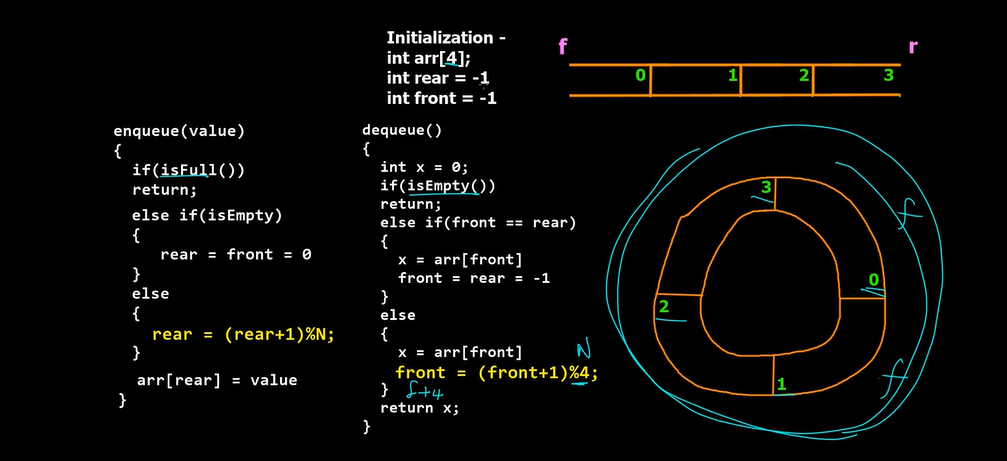 Initialization -
int arr[4];
int rear = -1
int front = -1
f
r
0 1 2 3
enqueue(value)
{
if(isFull())
return;
else if(isEmpty)
{
rear = front = 0
}
else
{
rear = (rear+1)%N;
}
arr[rear] = value
}
dequeue()
{
int x = 0;
if(isEmpty())
return;
else if(front == rear)
{
x = arr[front]
front = rear = -1
}
else
{
x = arr[front]
N
front = (front+1)%4;
}
f+4
return x;
}
3
f
0
2
f
1